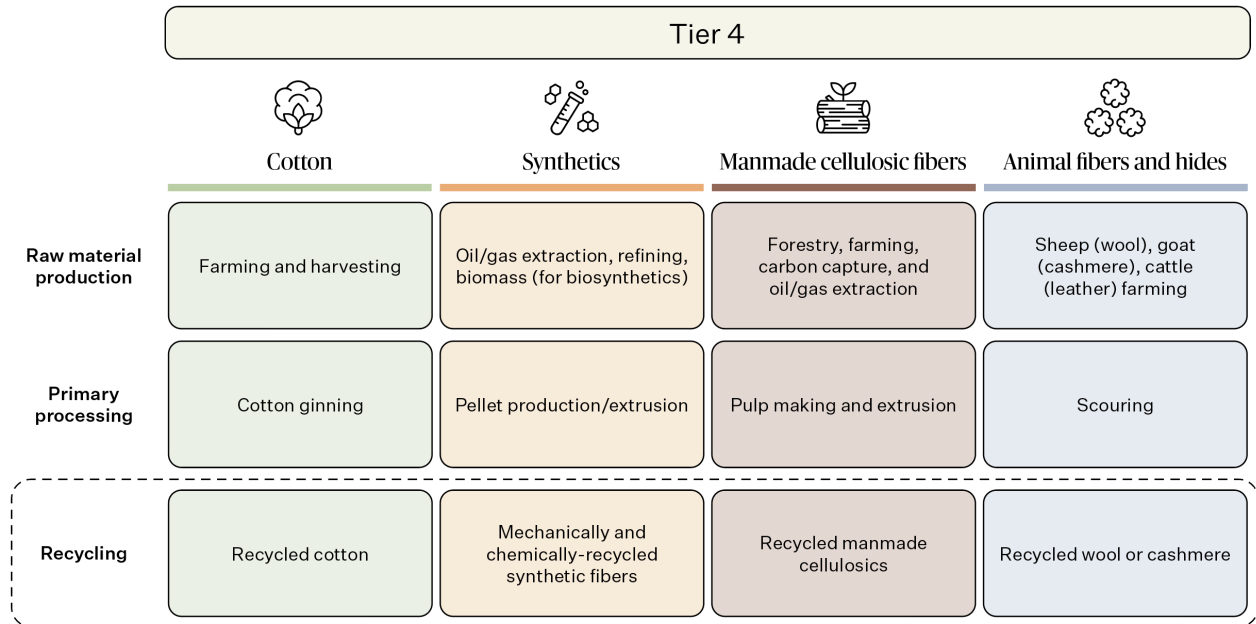 Tier 4
Cotton
Synthetics
Manmade cellulosic fibers
Animal fibers and hides
Raw material
production
Farming and harvesting
Oil/gas extraction, refining,
biomass (for biosynthetics)
Forestry, farming,
carbon capture, and
oil/gas extraction
Sheep (wool), goat
(cashmere), cattle
(leather) farming
Primary
processing
Cotton ginning
Pellet production/extrusion
Pulp making and extrusion
Scouring
Recycling
Recycled cotton
Mechanically and
chemically-recycled
synthetic fibers
Recycled manmade
cellulosics
Recycled wool or cashmere